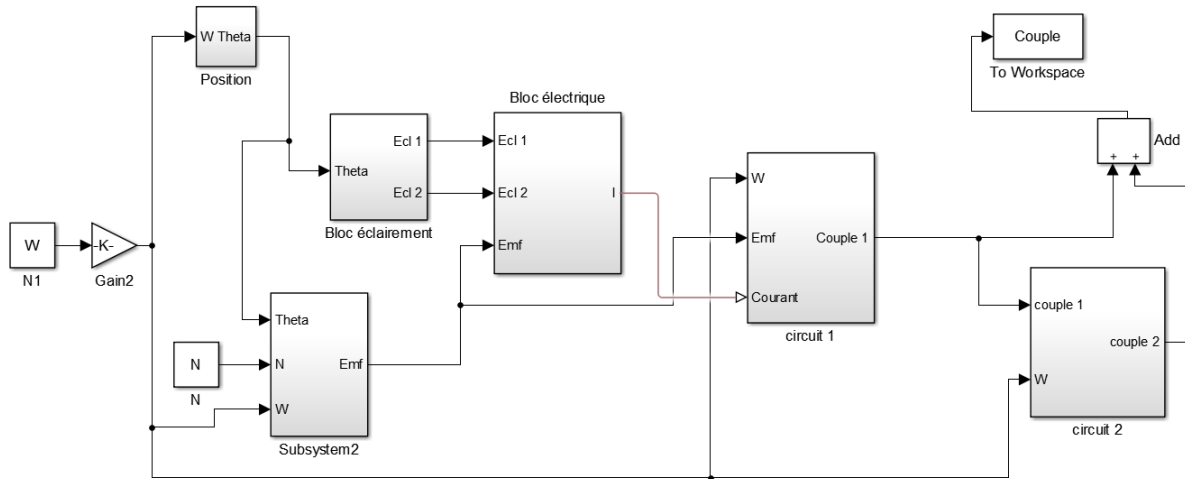 W Theta
Position
Couple
To Workspace
Bloc électrique
Ecl 1
Ecl 2
Emf
I
Theta
Ecl 1
Ecl 2
Bloc éclairement
Add
+ +
W
N1
-K-
Gain2
W
Emf
Courant
Couple 1
circuit 1
Theta
N
W
Emf
Subsystem2
N
N
couple 1
W
couple 2
circuit 2